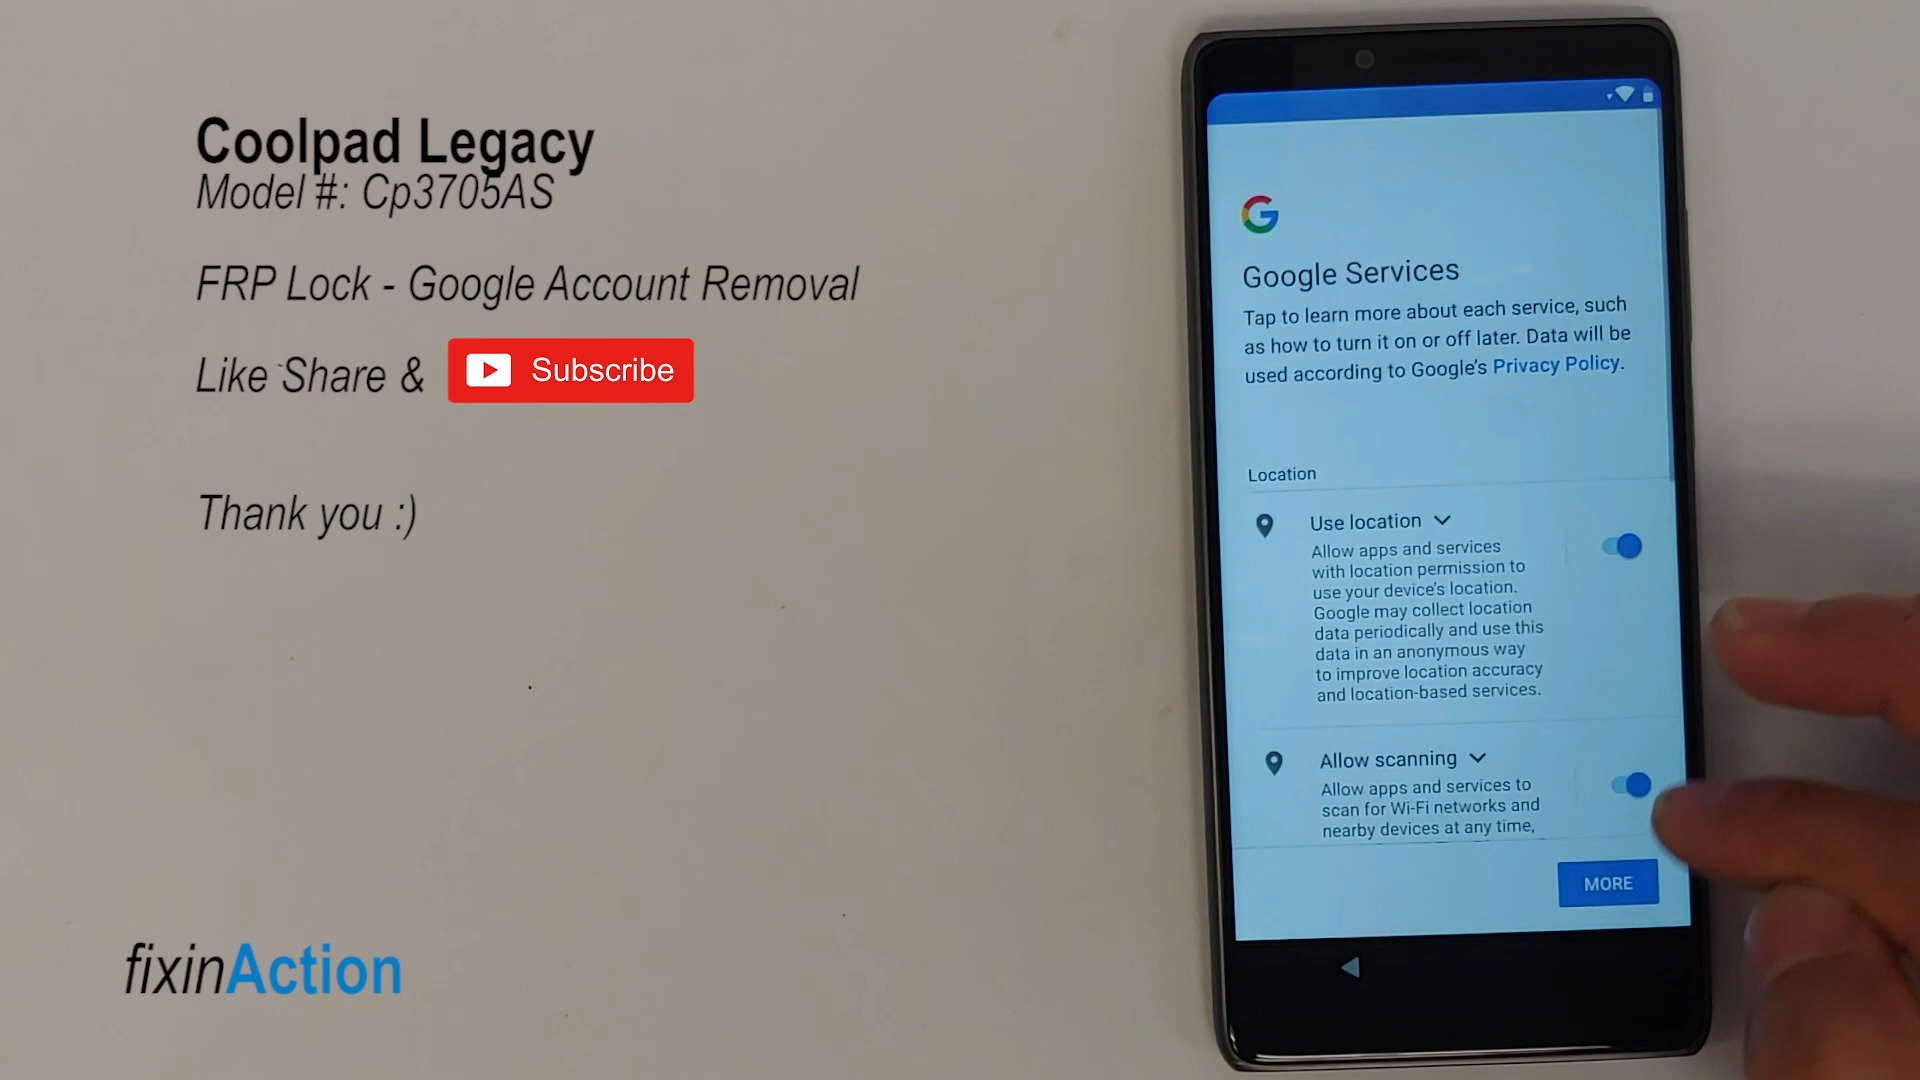 Coolpad Legacy
Model #: Cp3705AS
FRP Lock - Google Account Removal
Like Share & Subscribe
Thank you :)
fixinAction
Google Services
Tap to learn more about each service, such
as how to turn it on or off later. Data will be
used according to Google's Privacy Policy.
Location
Use location
Allow apps and services
with location permission to
use your device's location.
Google may collect location
data periodically and use this
data in an anonymous way
to improve location accuracy
and location-based services.
Allow scanning
Allow apps and services to
scan for Wi-Fi networks and
nearby devices at any time,
MORE